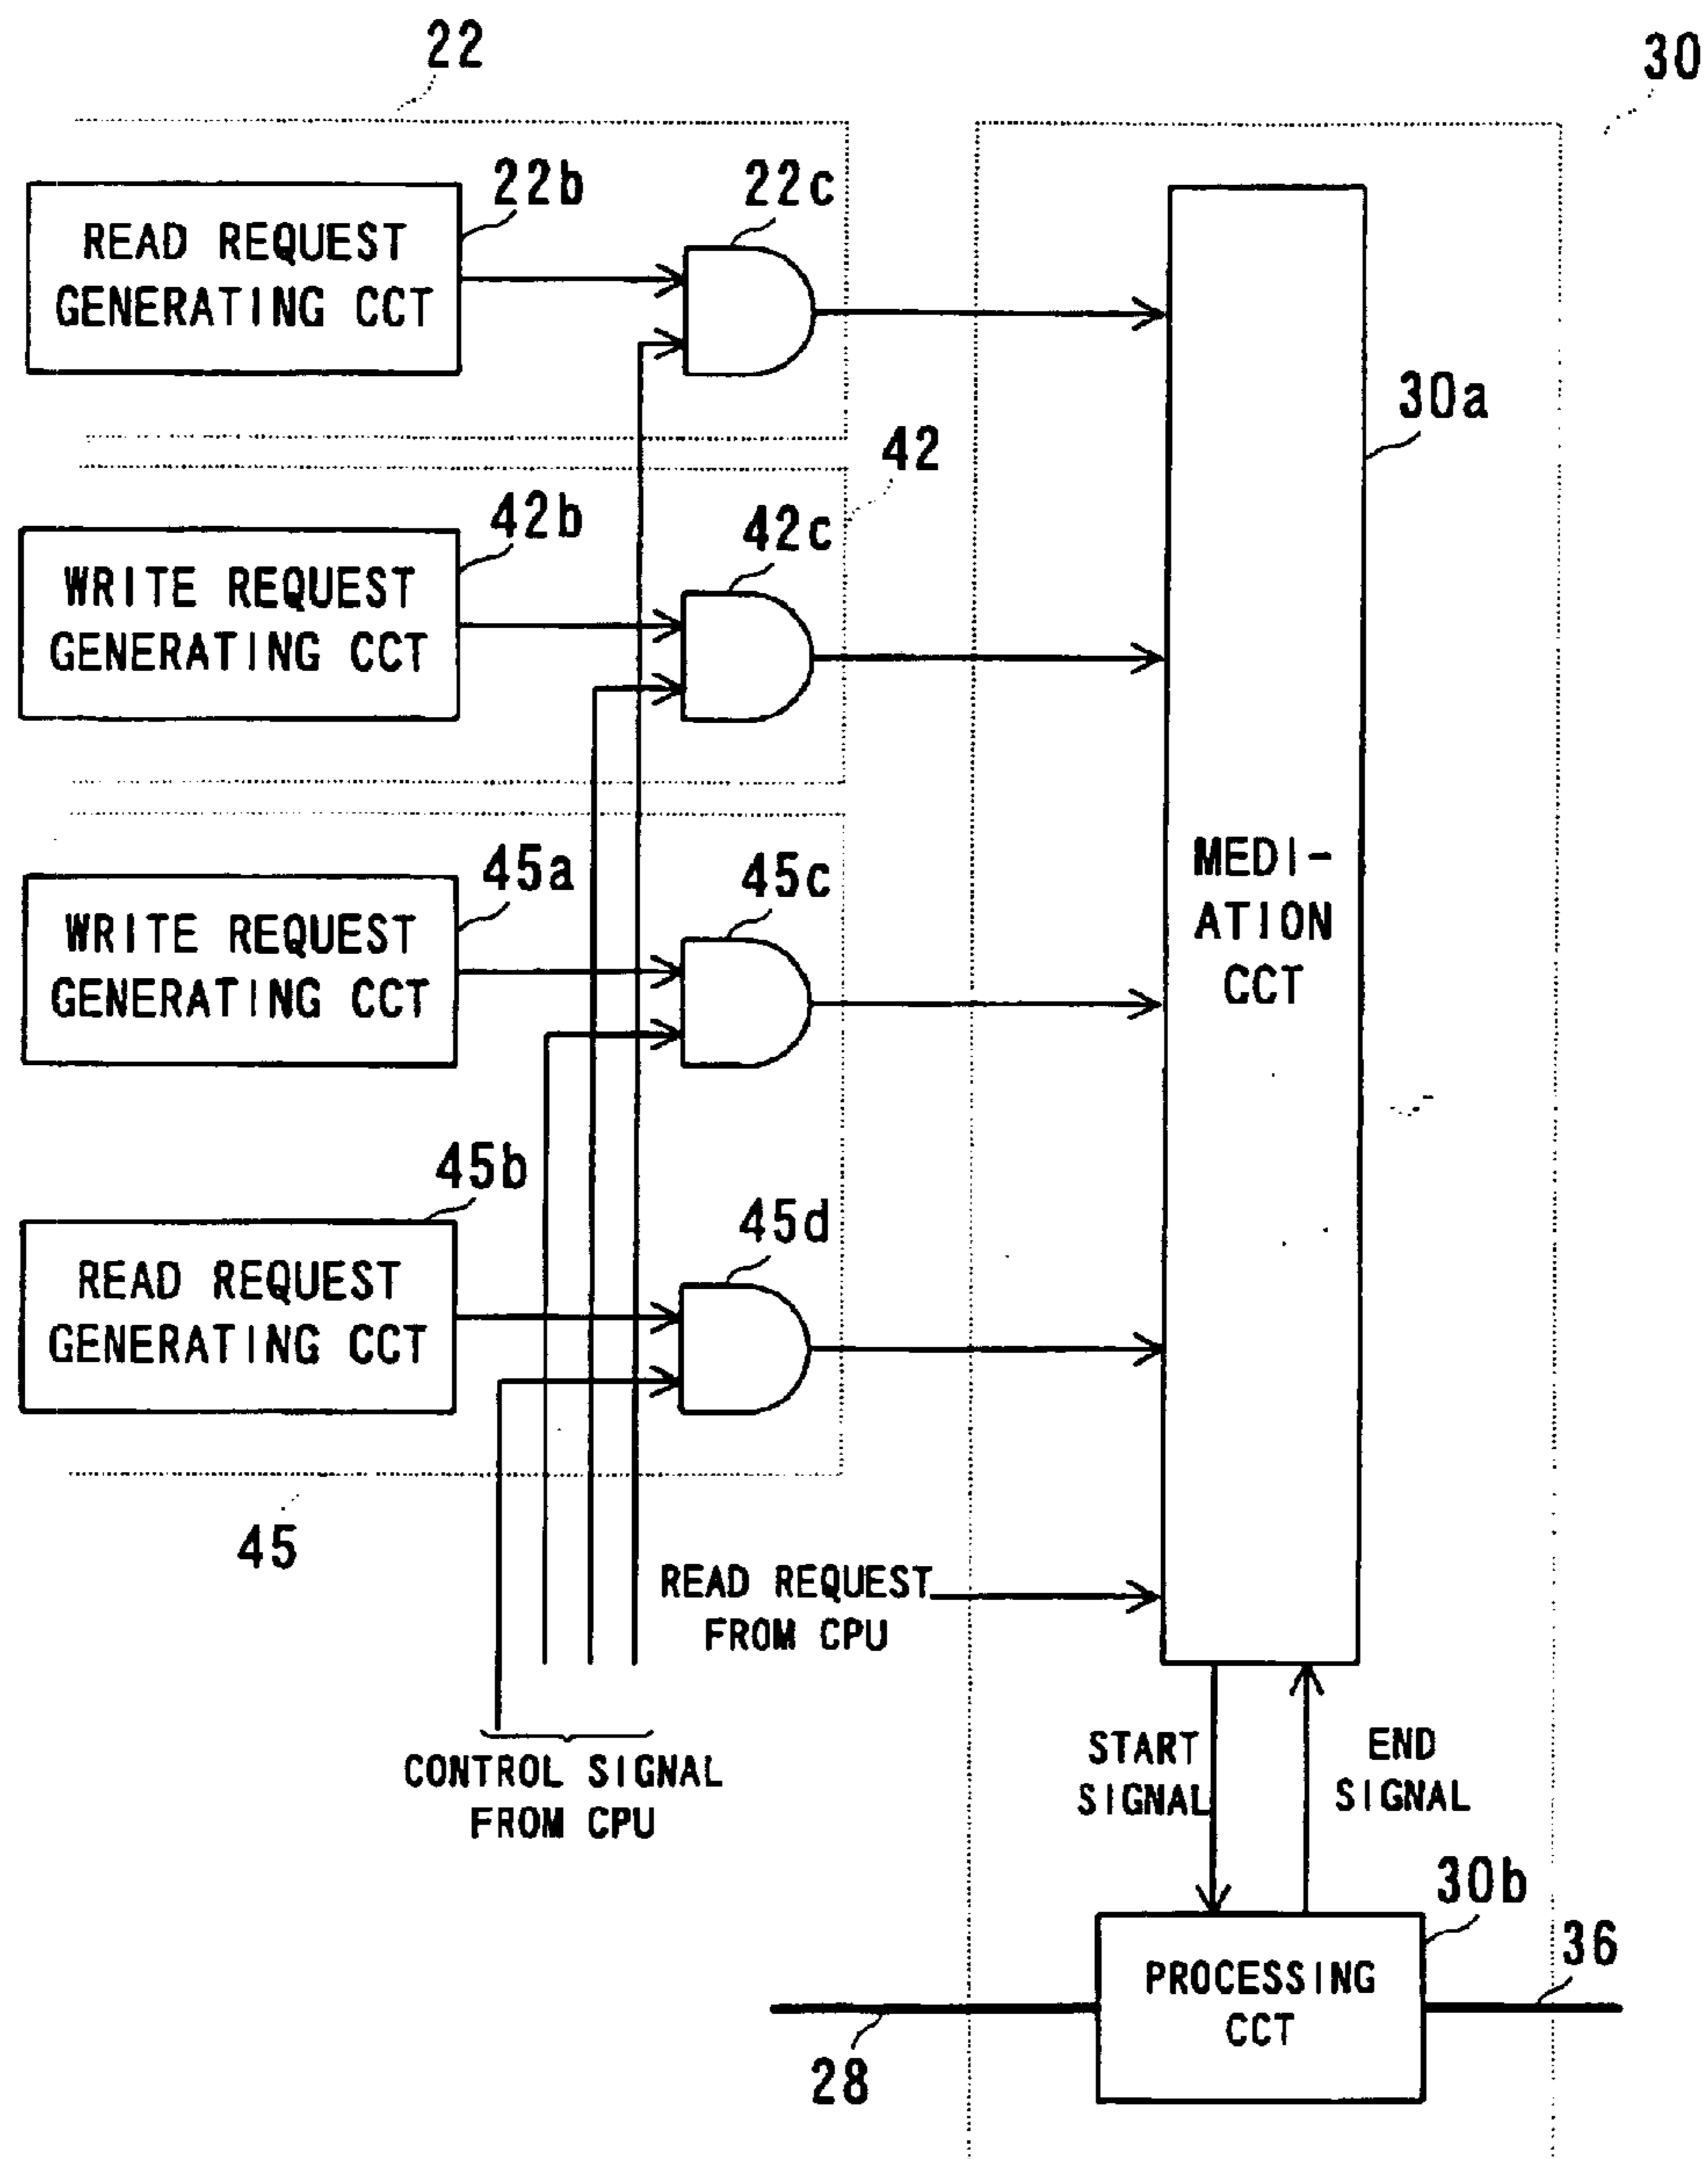 22
30
22b
22c
READ REQUEST
GENERATING CCT
30a
42
42b
42c
WRITE REQUEST
GENERATING CCT
45a
45c
MEDI-
ATION
CCT
WRITE REQUEST
GENERATING CCT
45b
45d
READ REQUEST
GENERATING CCT
45
READ REQUEST
FROM CPU
START
SIGNAL
END
SIGNAL
CONTROL SIGNAL
FROM CPU
30b
36
PROCESSING
CCT
28